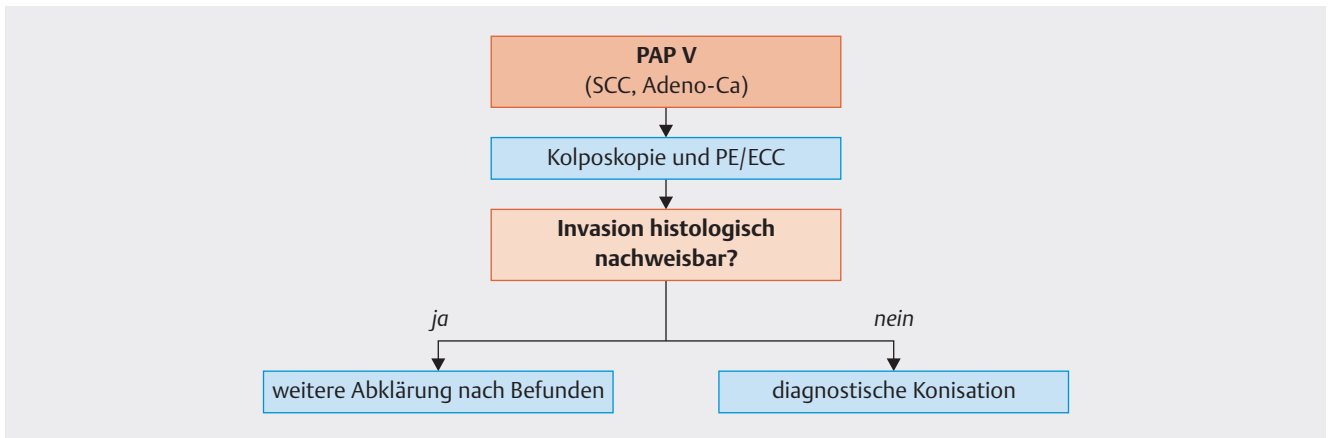 PAP V
(SCC, Adeno-Ca)
Kolposkopie und PE/ECC
Invasion histologisch
nachweisbar?
ja
nein
weitere Abklärung nach Befunden
diagnostische Konisation